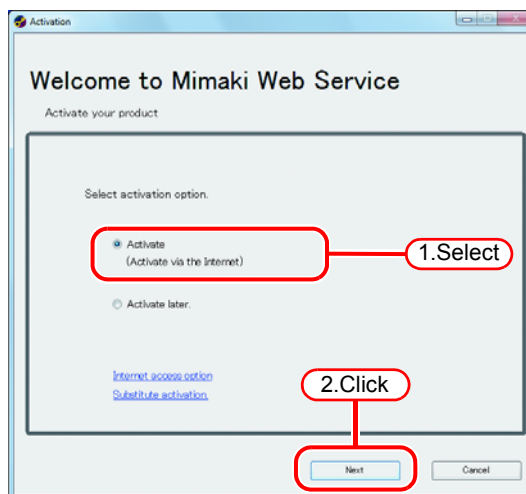 Activation
Welcome to Mimaki Web Service
Activate your product
Select activation option.
Activate
(Activate via the Internet)
1.Select
Activate later.
Internet access option
Substitute activation.
2.Click
Next
Cancel